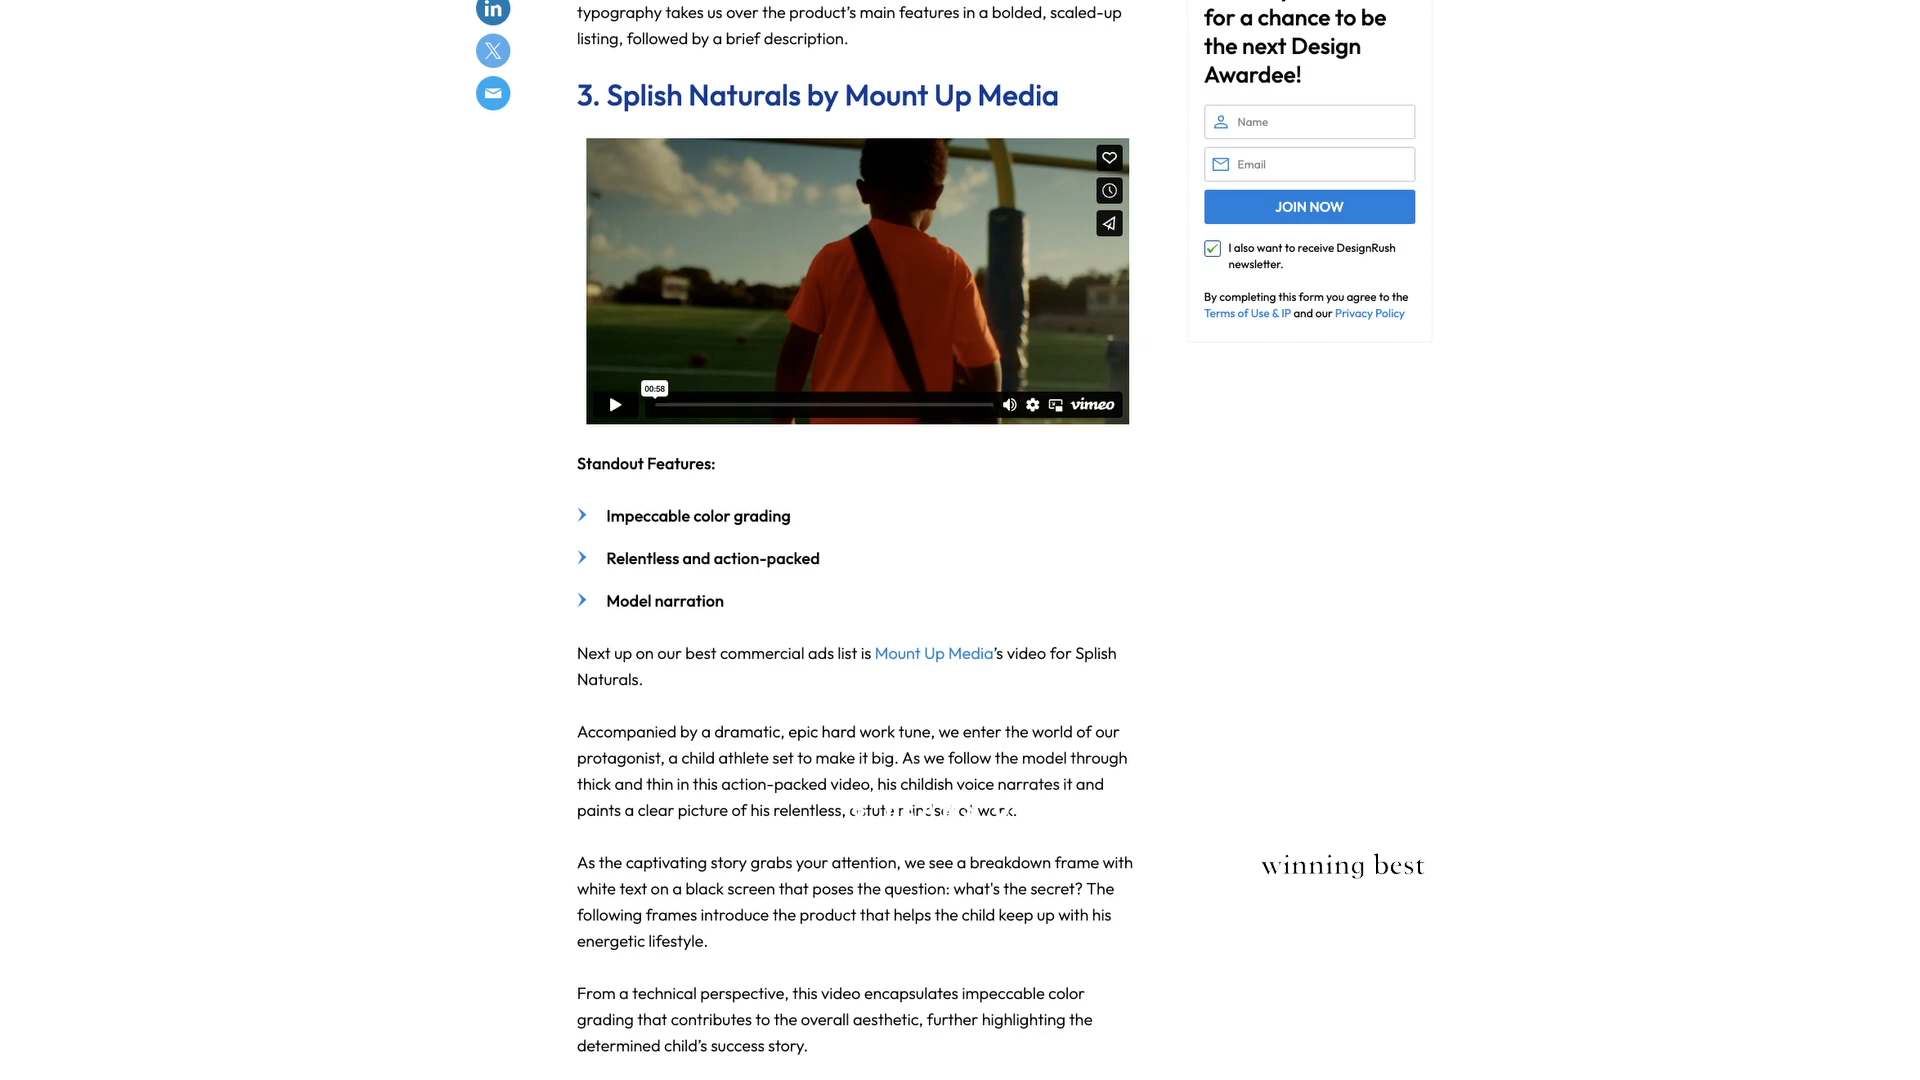 in
typography takes us over the product's main features in a bolded, scaled-up
listing, followed by a brief description.
3. Splish Naturals by Mount Up Media
00:58
vimeo
Standout Features:
Impeccable color grading
Relentless and action-packed
Model narration
Next up on our best commercial ads list is Mount Up Media's video for Splish
Naturals.
Accompanied by a dramatic, epic hard work tune, we enter the world of our
protagonist, a child athlete set to make it big. As we follow the model through
thick and thin in this action-packed video, his childish voice narrates it and
paints a clear picture of his relentless, astute mindset at work.
As the captivating story grabs your attention, we see a breakdown frame with
white text on a black screen that poses the question: what's the secret? The
following frames introduce the product that helps the child keep up with his
energetic lifestyle.
From a technical perspective, this video encapsulates impeccable color
grading that contributes to the overall aesthetic, further highlighting the
determined child's success story.
for a chance to be
the next Design
Awardee!
Name
Email
JOIN NOW
I also want to receive DesignRush
newsletter.
By completing this form you agree to the
Terms of Use & IP and our Privacy Policy
winning best